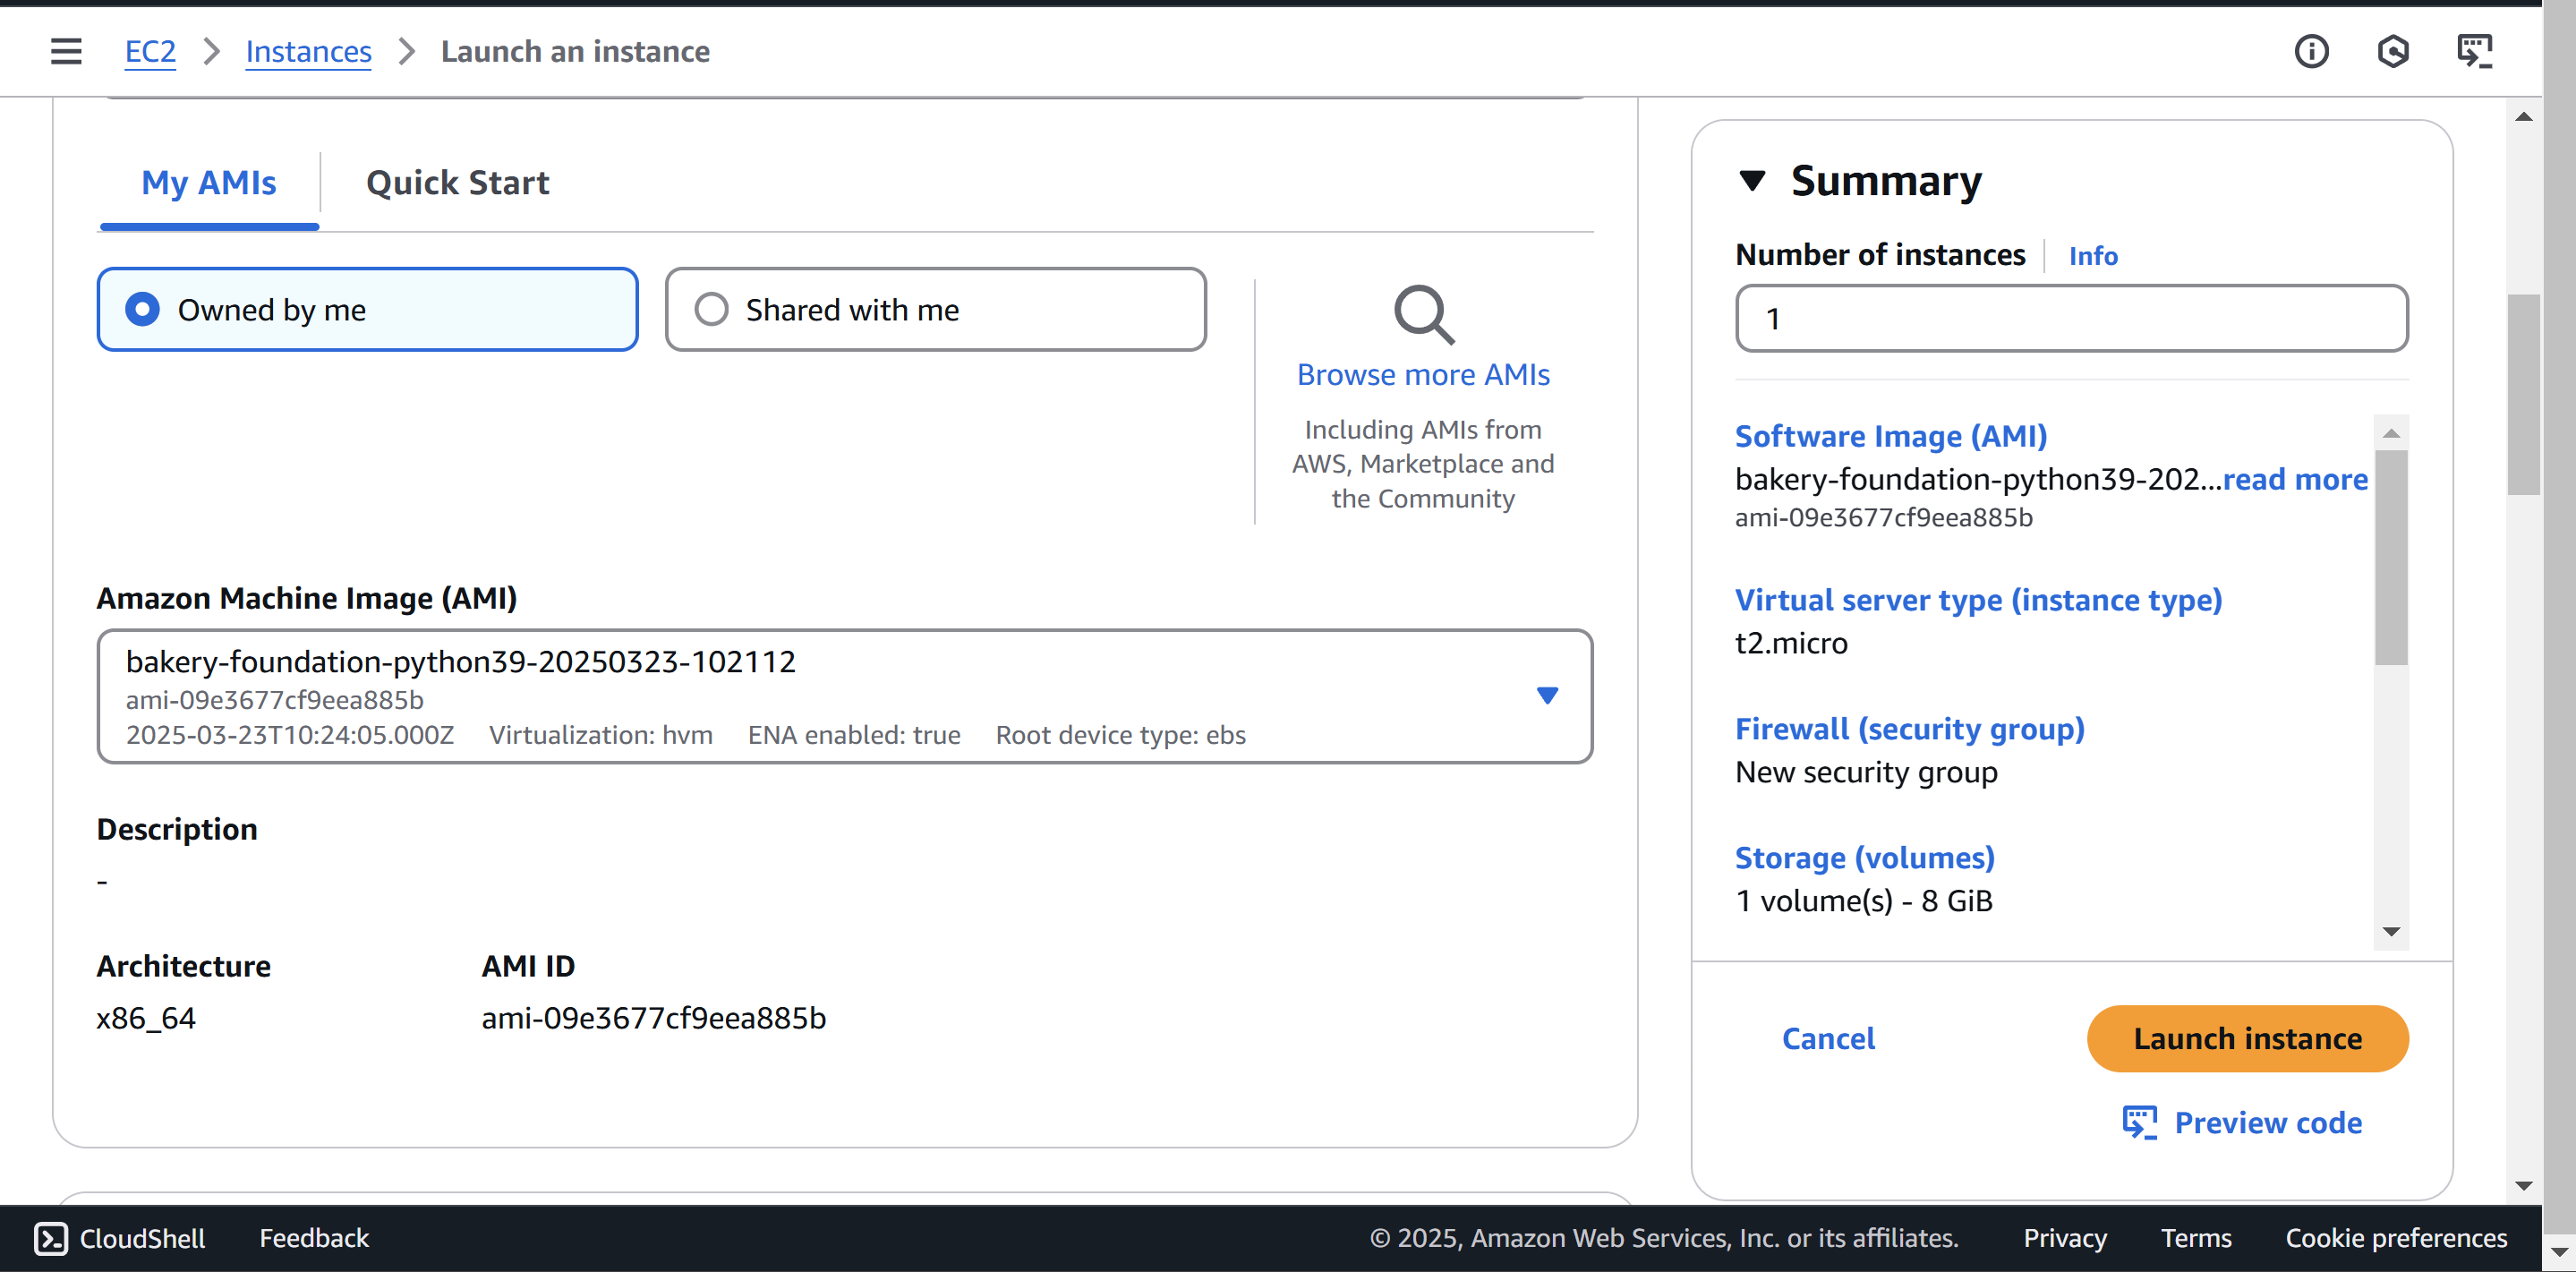 EC2 Instances Launch an instance
My AMIs Quick Start
Owned by me Shared with me
Browse more AMIs
Including AMIs from
AWS, Marketplace and
the Community
Amazon Machine Image (AMI)
bakery-foundation-python39-20250323-102112
ami-09e3677cf9eea885b
2025-03-23T10:24:05.000Z Virtualization: hvm ENA enabled: true Root device type: ebs
Description
-
Architecture AMI ID
x86_64 ami-09e3677cf9eea885b
Summary
Number of instances Info
1
Software Image (AMI)
bakery-foundation-python39-202...read more
ami-09e3677cf9eea885b
Virtual server type (instance type)
t2.micro
Firewall (security group)
New security group
Storage (volumes)
1 volume(s) - 8 GiB
Cancel Launch instance
Preview code
CloudShell Feedback © 2025, Amazon Web Services, Inc. or its affiliates. Privacy Terms Cookie preferences